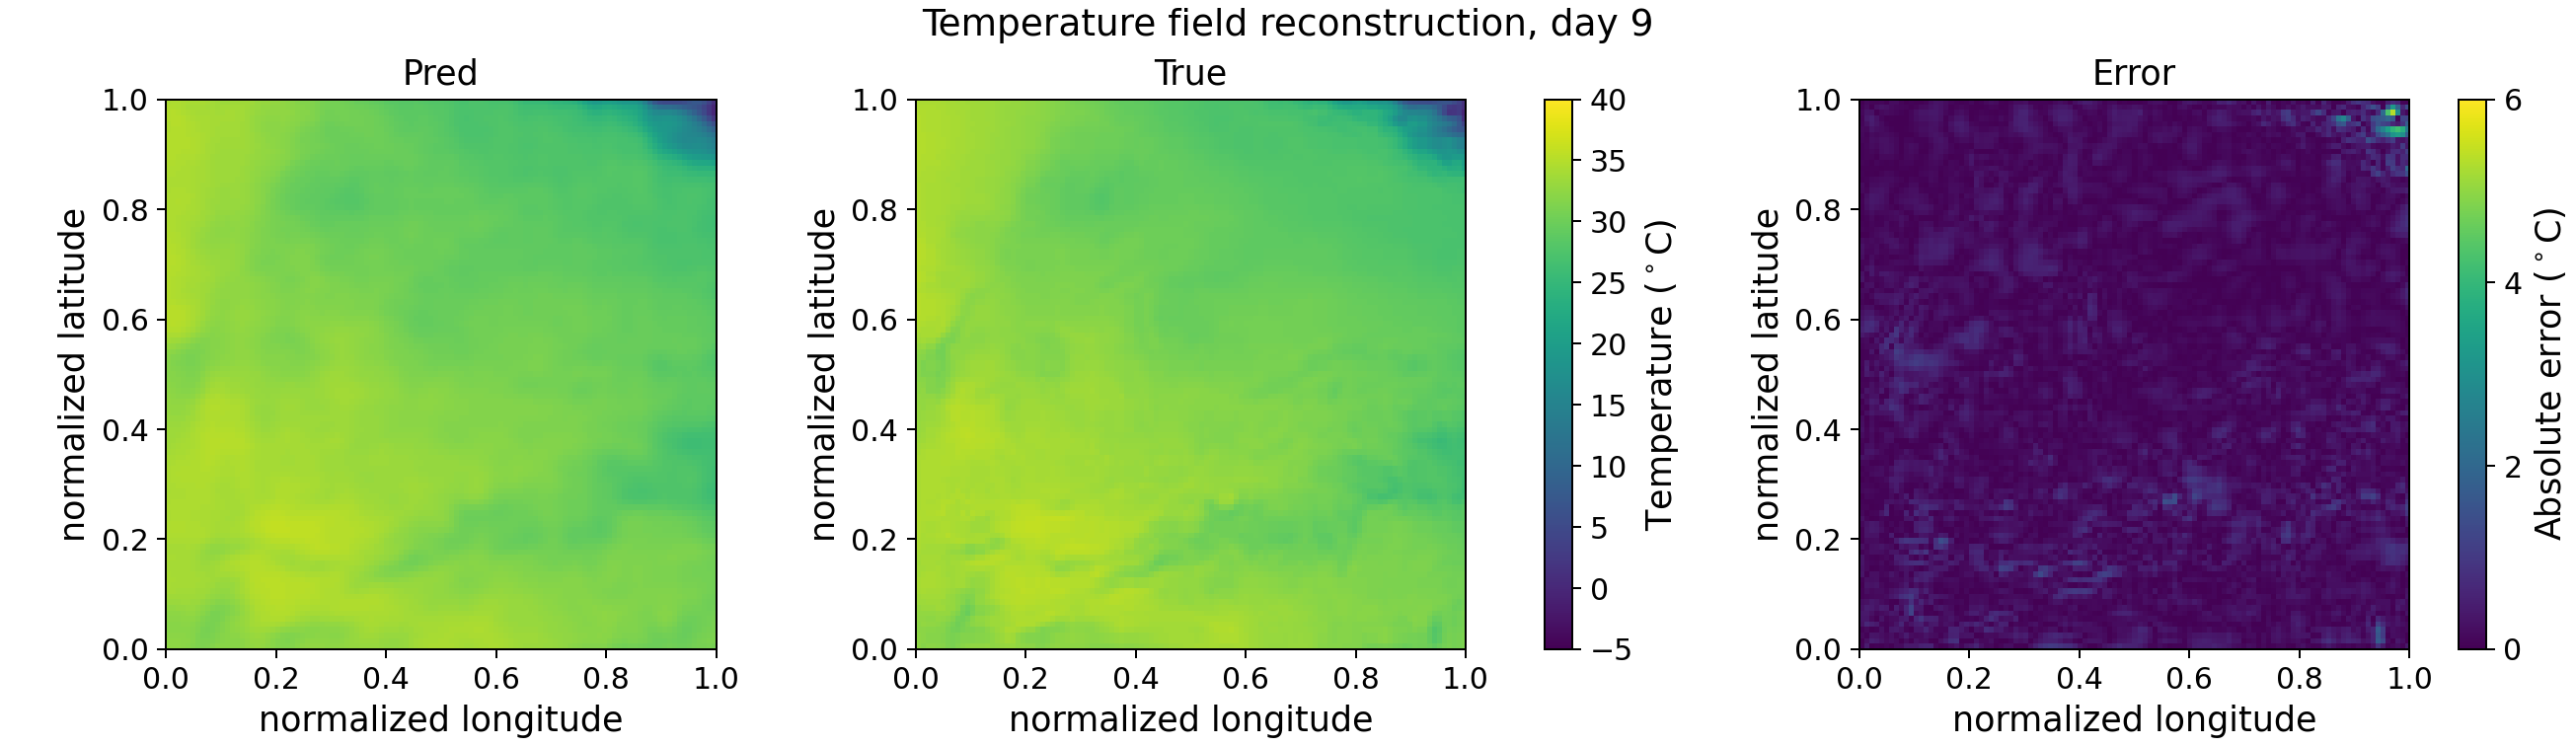 Temperature field reconstruction, day 9
Pred
1.0
0.8
0.6
0.4
0.2
0.0
normalized latitude
0.0 0.2 0.4 0.6 0.8 1.0
normalized longitude
True
1.0
0.8
0.6
0.4
0.2
0.0
normalized latitude
0.0 0.2 0.4 0.6 0.8 1.0
normalized longitude
40
35
30
25
20
15
10
5
0
−5
Temperature (°C)
Error
1.0
0.8
0.6
0.4
0.2
0.0
normalized latitude
0.0 0.2 0.4 0.6 0.8 1.0
normalized longitude
6
4
2
0
Absolute error (°C)